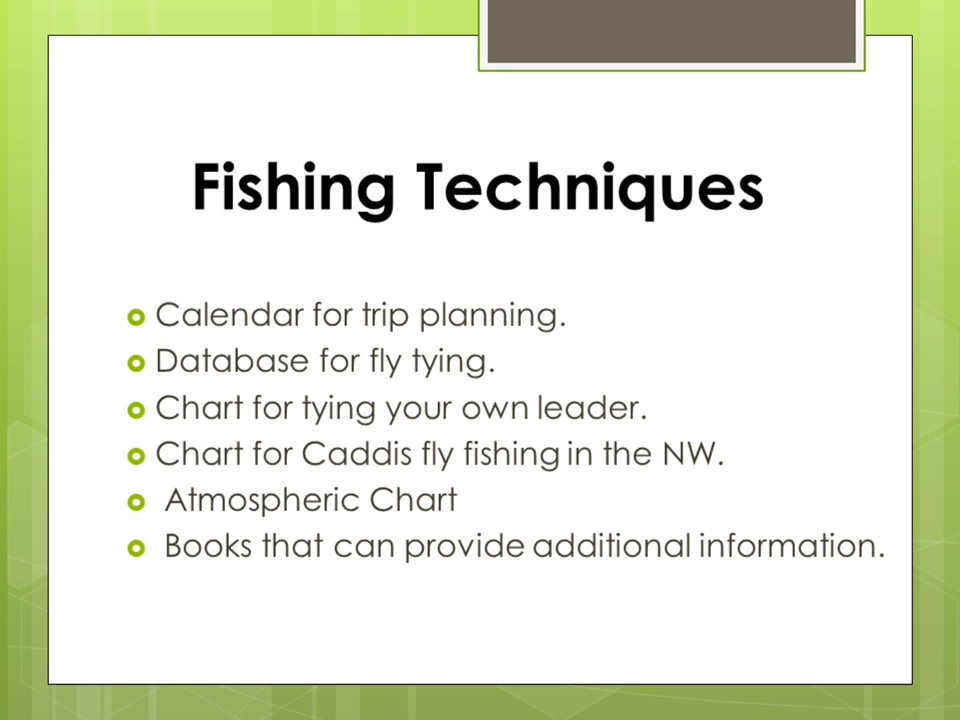 Fishing Techniques
Calendar for trip planning.
Database for fly tying.
Chart for tying your own leader.
Chart for Caddis fly fishing in the NW.
Atmospheric Chart
Books that can provide additional information.